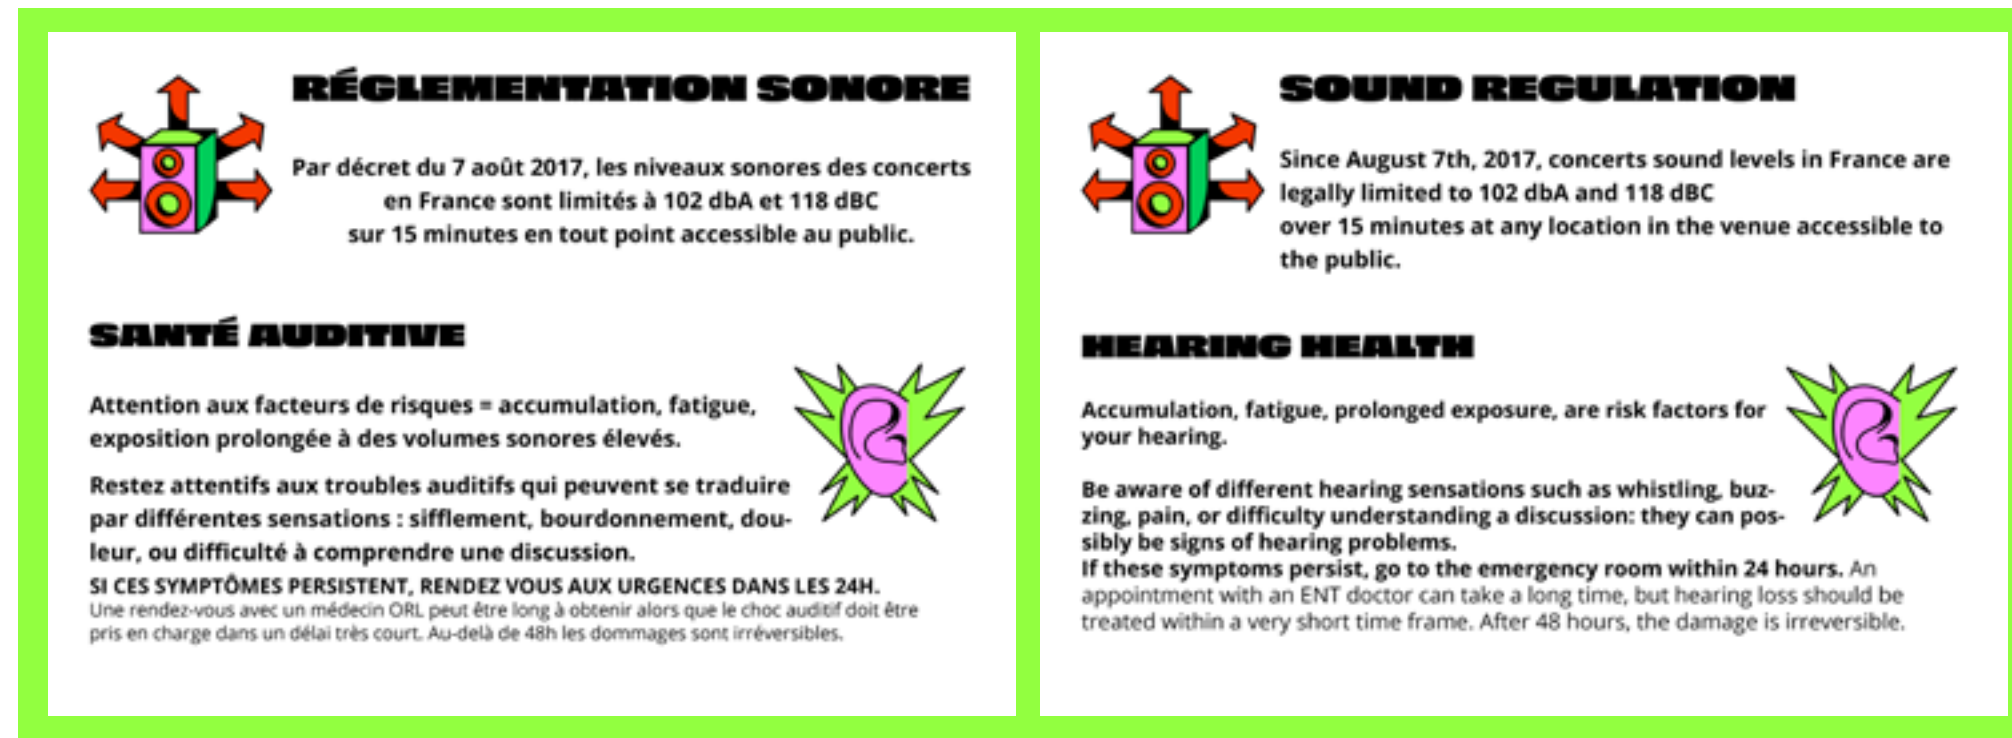 RÉGLEMENTATION SONORE
Par décret du 7 août 2017, les niveaux sonores des concerts
en France sont limités à 102 dbA et 118 dBC
sur 15 minutes en tout point accessible au public.
SANTÉ AUDITIVE
Attention aux facteurs de risques = accumulation, fatigue,
exposition prolongée à des volumes sonores élevés.
Restez attentifs aux troubles auditifs qui peuvent se traduire
par différentes sensations : sifflement, bourdonnement, dou-
leur, ou difficulté à comprendre une discussion.
SI CES SYMPTÔMES PERSISTENT, RENDEZ VOUS AUX URGENCES DANS LES 24H.
Une rendez-vous avec un médecin ORL peut être long à obtenir alors que le choc auditif doit être
pris en charge dans un délai très court. Au-delà de 48h les dommages sont irréversibles.
SOUND REGULATION
Since August 7th, 2017, concerts sound levels in France are
legally limited to 102 dbA and 118 dBC
over 15 minutes at any location in the venue accessible to
the public.
HEARING HEALTH
Accumulation, fatigue, prolonged exposure, are risk factors for
your hearing.
Be aware of different hearing sensations such as whistling, buz-
zing, pain, or difficulty understanding a discussion: they can pos-
sibly be signs of hearing problems.
If these symptoms persist, go to the emergency room within 24 hours. An
appointment with an ENT doctor can take a long time, but hearing loss should be
treated within a very short time frame. After 48 hours, the damage is irreversible.